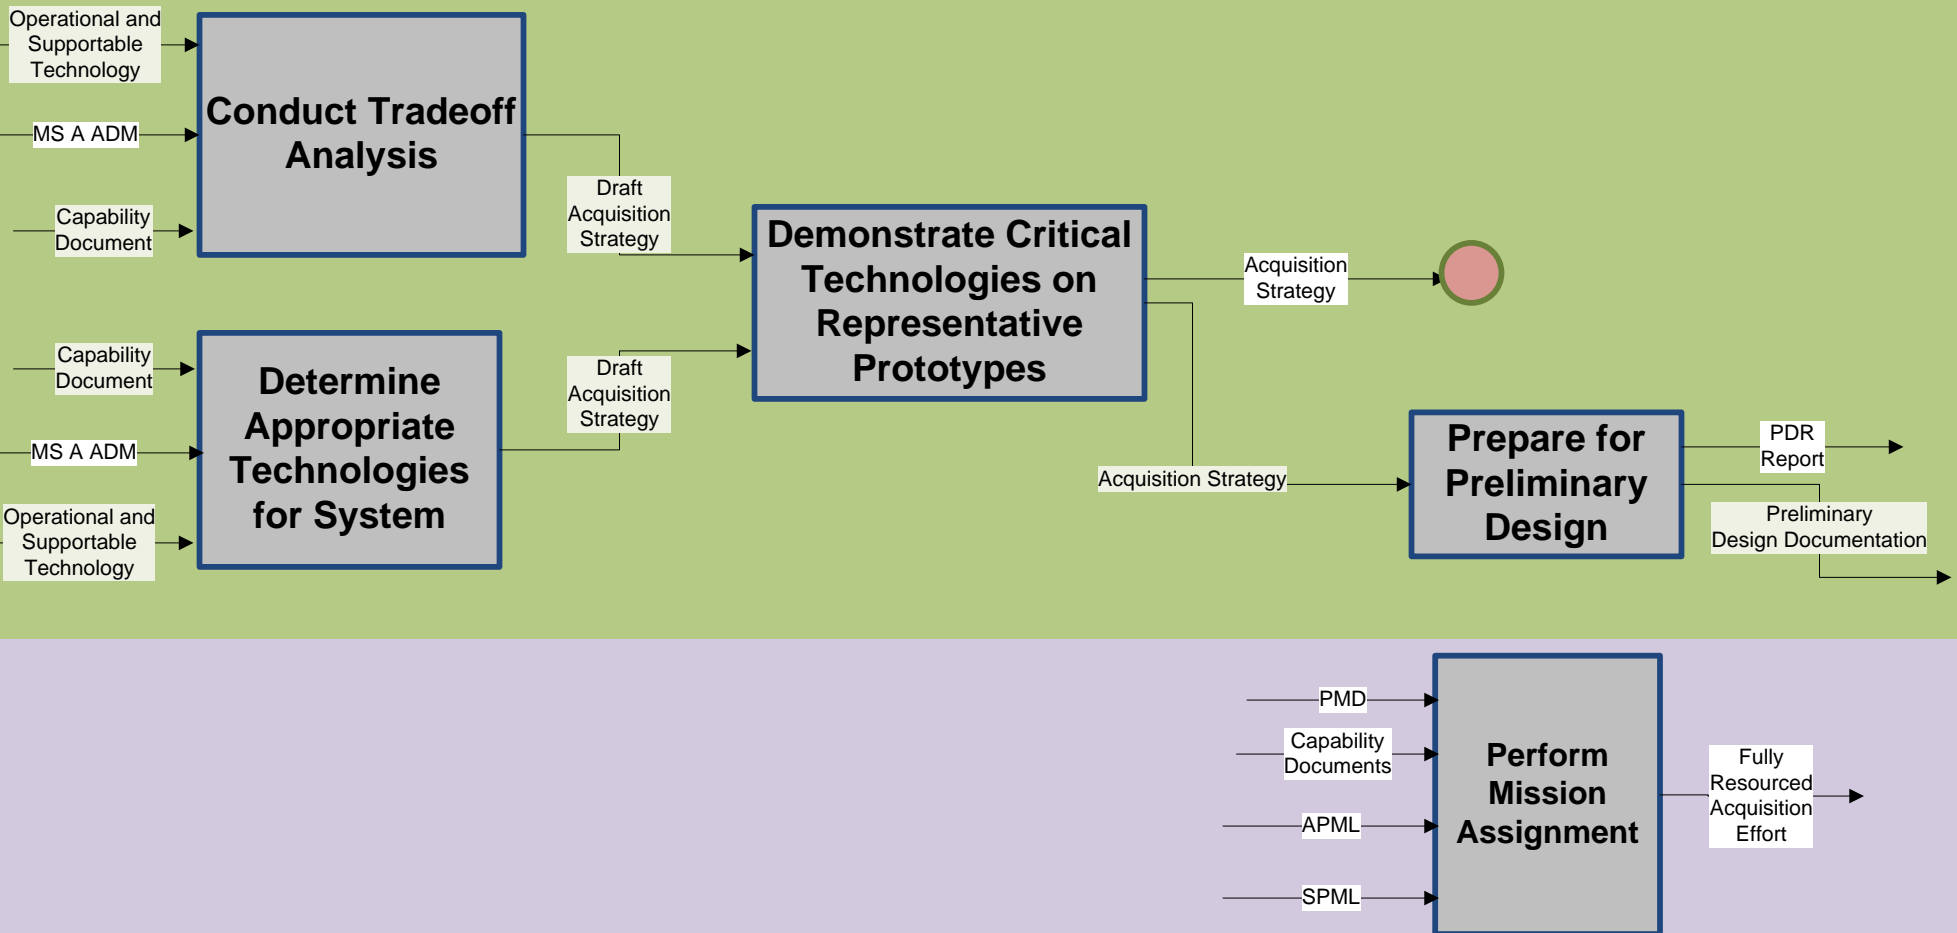 Operational and
Supportable
Technology
MS A ADM
Capability
Document
Conduct Tradeoff
Analysis
Draft
Acquisition
Strategy
Capability
Document
MS A ADM
Operational and
Supportable
Technology
Determine
Appropriate
Technologies
for System
Draft
Acquisition
Strategy
Demonstrate Critical
Technologies on
Representative
Prototypes
Acquisition
Strategy
Acquisition Strategy
Prepare for
Preliminary
Design
PDR
Report
Preliminary
Design Documentation
PMD
Capability
Documents
APML
SPML
Perform
Mission
Assignment
Fully
Resourced
Acquisition
Effort